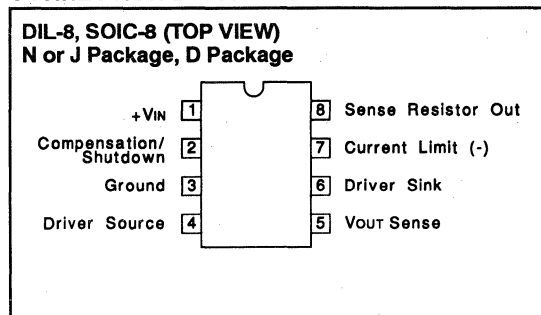 DIL-8, SOIC-8 (TOP VIEW)
N or J Package, D Package
+VIN 1
8 Sense Resistor Out
Compensation/
Shutdown 2
7 Current Limit (-)
Ground 3
6 Driver Sink
Driver Source 4
5 VOUT Sense